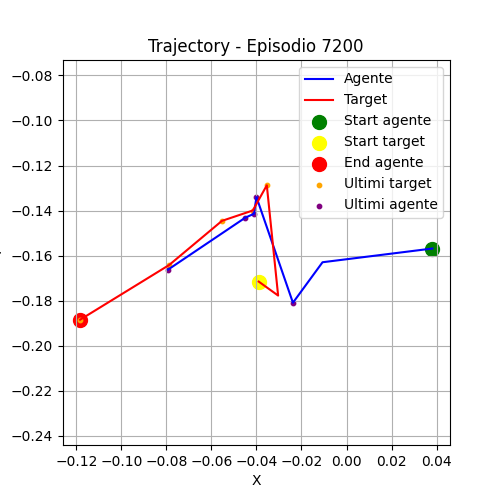 Trajectory - Episodio 7200
Agente
Target
Start agente
Start target
End agente
Ultimi target
Ultimi agente
−0.08
−0.10
−0.12
−0.14
−0.16
−0.18
−0.20
−0.22
−0.24
−0.12 −0.10 −0.08 −0.06 −0.04 −0.02 0.00 0.02 0.04
X